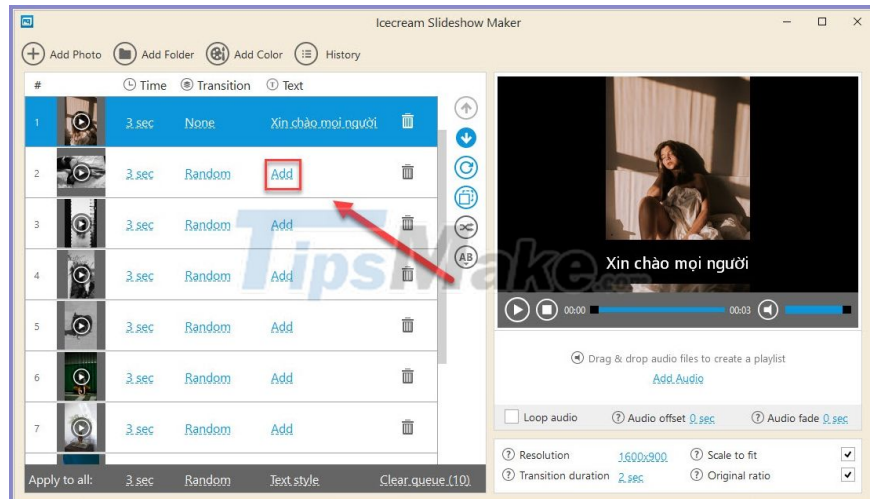 Icecream Slideshow Maker
Add Photo Add Folder Add Color History
# Time Transition Text
1 3 sec None Xin chào mọi người
2 3 sec Random Add
3 3 sec Random Add
4 3 sec Random Add
5 3 sec Random Add
6 3 sec Random Add
7 3 sec Random Add
Apply to all: 3 sec Random Text style Clear queue (10)
AB
TipsMake.com
Xin chào mọi người
00:00 00:03
Drag & drop audio files to create a playlist
Add Audio
Loop audio ? Audio offset 0 sec ? Audio fade 0 sec
? Resolution 1600x900 ? Scale to fit
? Transition duration 2 sec ? Original ratio